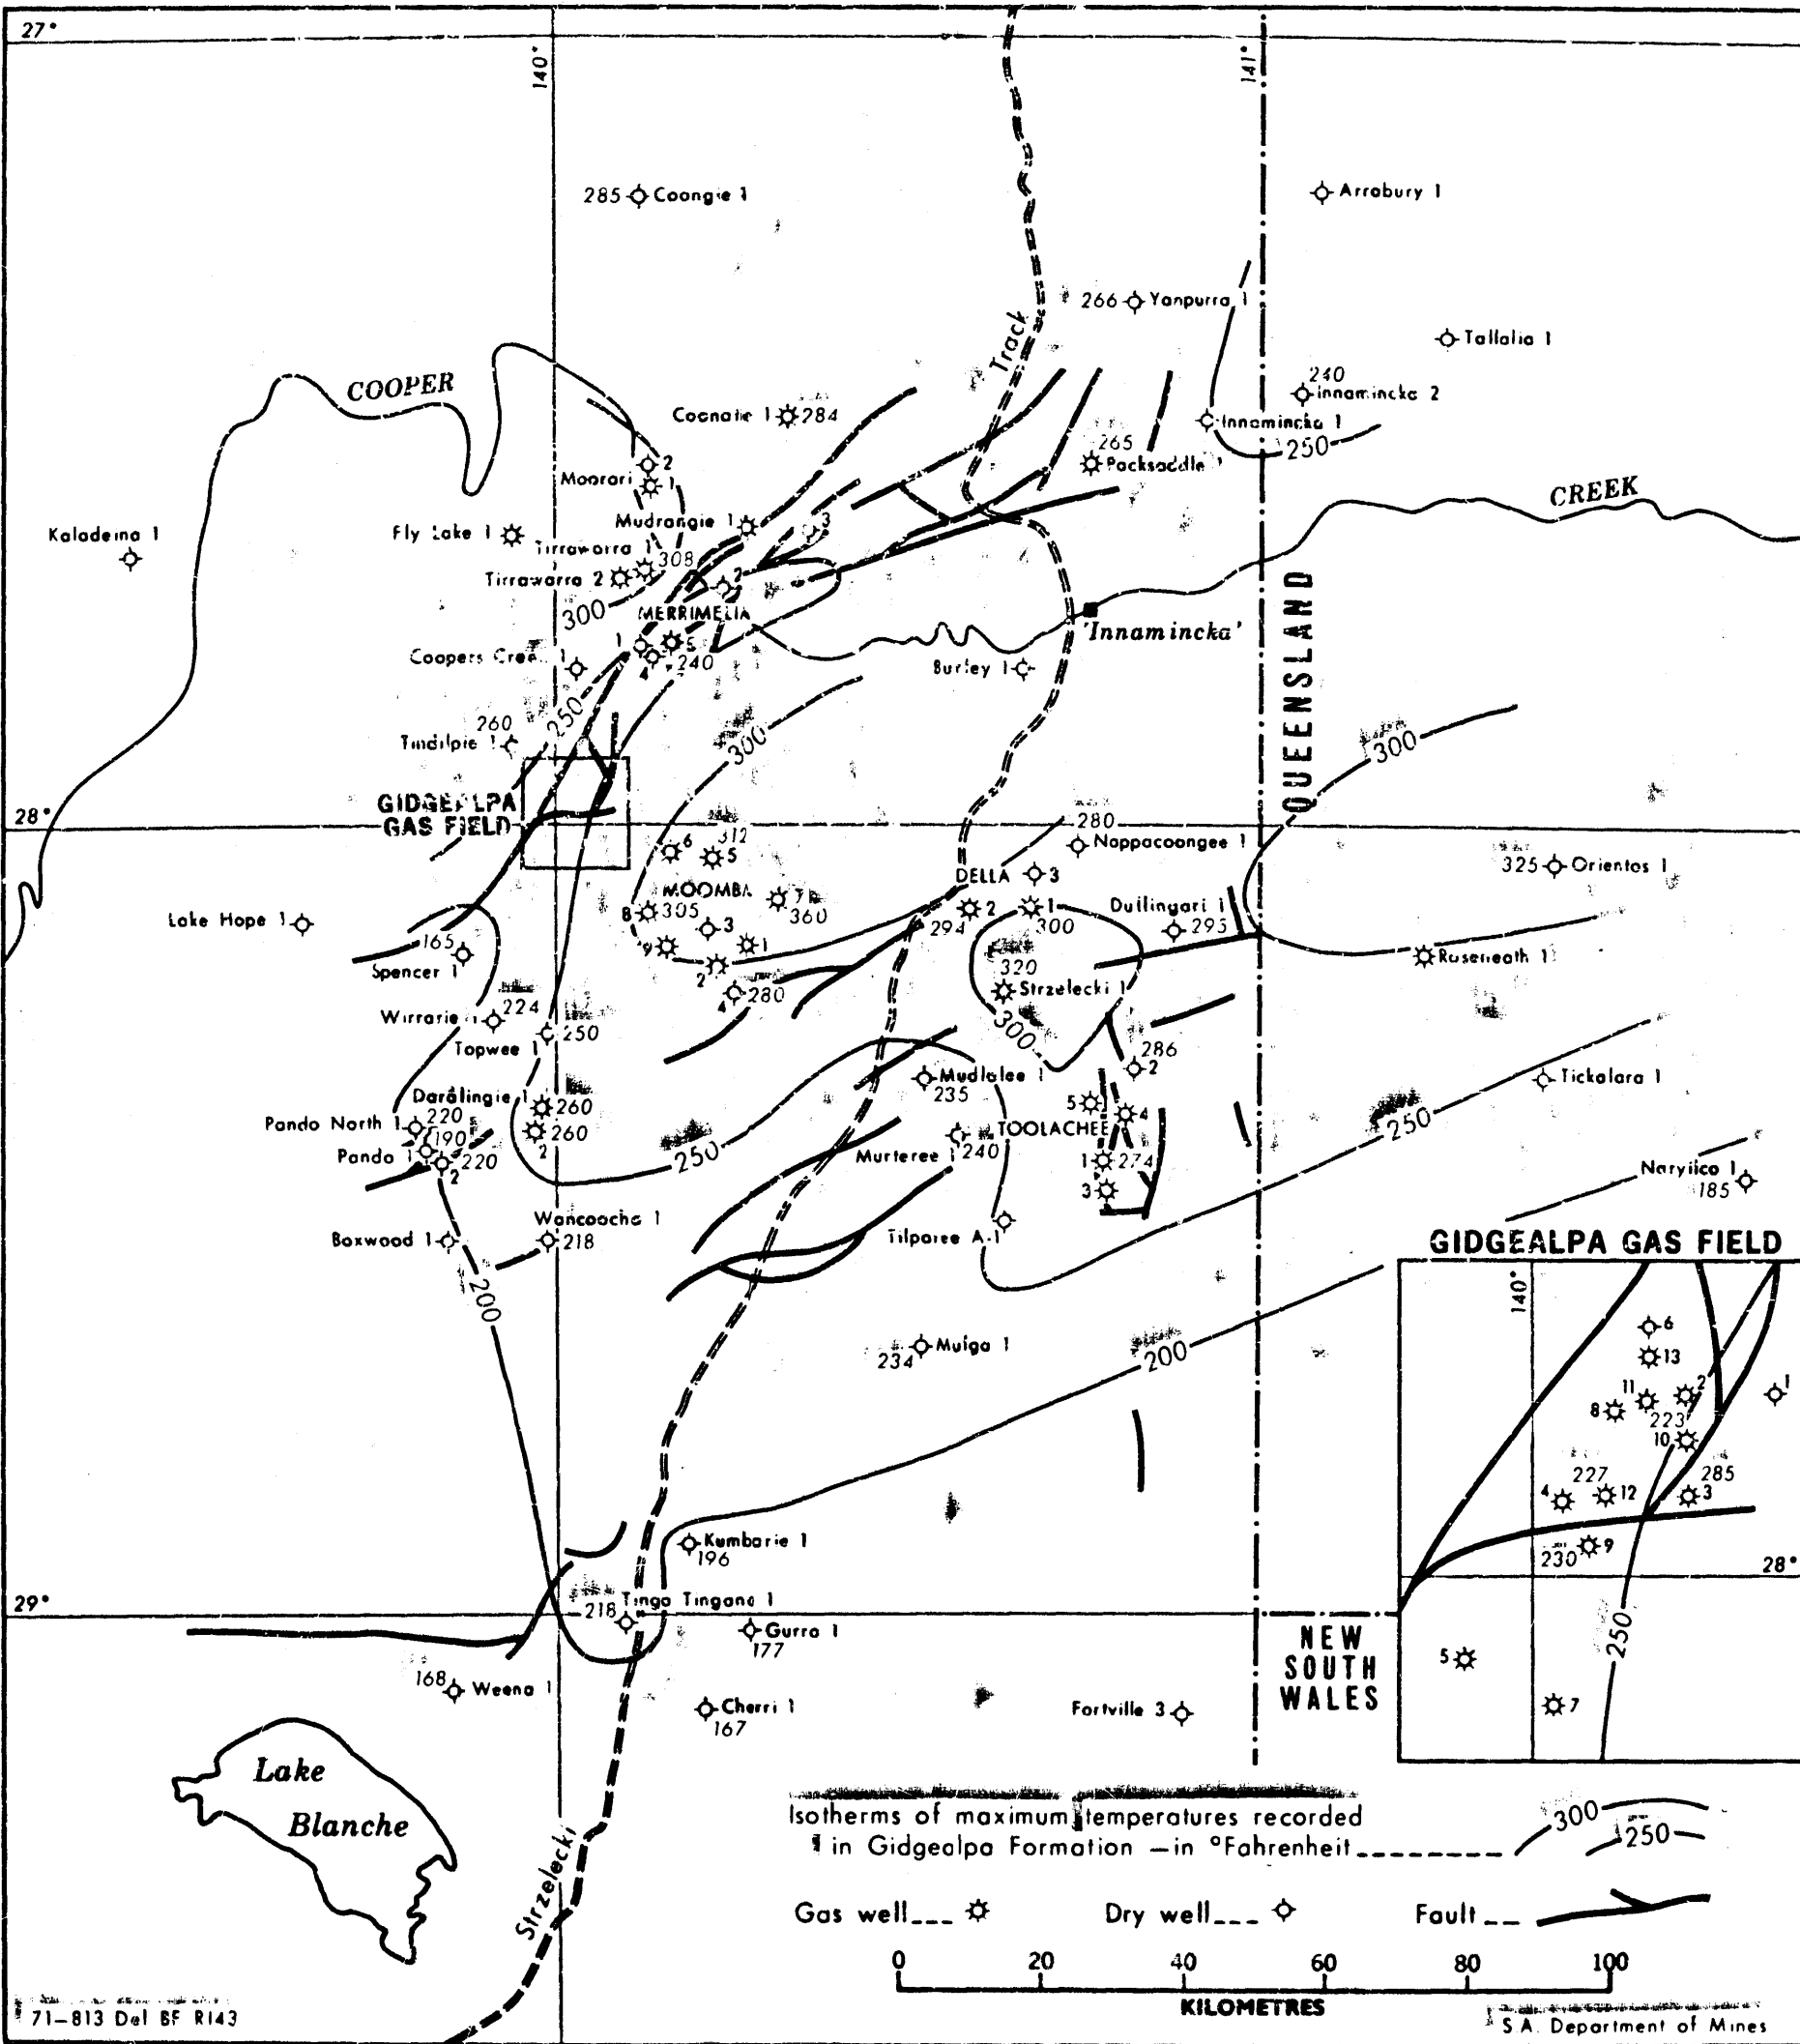 27°
140°
141°
285 Coongie 1
Arrabury 1
266 Yanpurra 1
Track
Tallalia 1
COOPER
240
Innamincka 2
Coonatie 1 284
Innamincka 1
250
265
Packsaddle 1
2
Moorari 1
CREEK
Kaladeina 1
Fly Lake 1
Mudrangie 1
3
Tirrawarra 1
308
Tirrawarra 2
2
300
MERRIMELIA
'Innamincka'
QUEENSLAND
1
5
4
240
Coopers Creek 1
Burley 1
250
260
Tindilpie 1
300
300
GIDGEALPA
GAS FIELD
28°
280
6
312
5
Nappacoongee 1
DELLA 3
325 Orientos 1
MOOMBA
7
360
8 305
3
2
294
1
300
Dullingari 1
295
Lake Hope 1
165
Spencer 1
9
1
2
Roseneath 1
320
Strzelecki 1
4 280
224
Wirrarie 1
250
Topwee 1
300
286
2
Mudlalee 1
235
Tickalara 1
Daralingie 1
260
260
2
Pando North 1
220
190
Pando 1
220
2
5
4
TOOLACHEE
250
Murteree 1
240
250
1 274
3
Naryilco 1
185
Boxwood 1
Wancoocha 1
218
Tilparee A-1
GIDGEALPA GAS FIELD
200
140°
6
13
234 Mulga 1
200
11
2
1
8
223
10
227
285
4
12
3
Kumbarie 1
196
230 9
28°
29°
Tinga Tingana 1
218
Gurra 1
177
NEW
SOUTH
WALES
250
5
7
168 Weena 1
Cherri 1
167
Fortville 3
Lake
Blanche
Strzelecki
Isotherms of maximum temperatures recorded
in Gidgealpa Formation – in °Fahrenheit
300
250
Gas well
Dry well
Fault
0 20 40 60 80 100
KILOMETRES
71-813 Del BF R143
S.A. Department of Mines